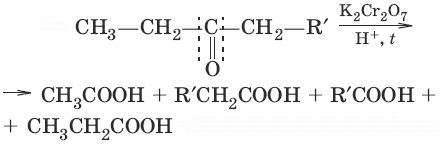 CH₃—CH₂—C—CH₂—R′ K₂Cr₂O₇
H⁺, t
O
→ CH₃COOH + R′CH₂COOH + R′COOH +
+ CH₃CH₂COOH